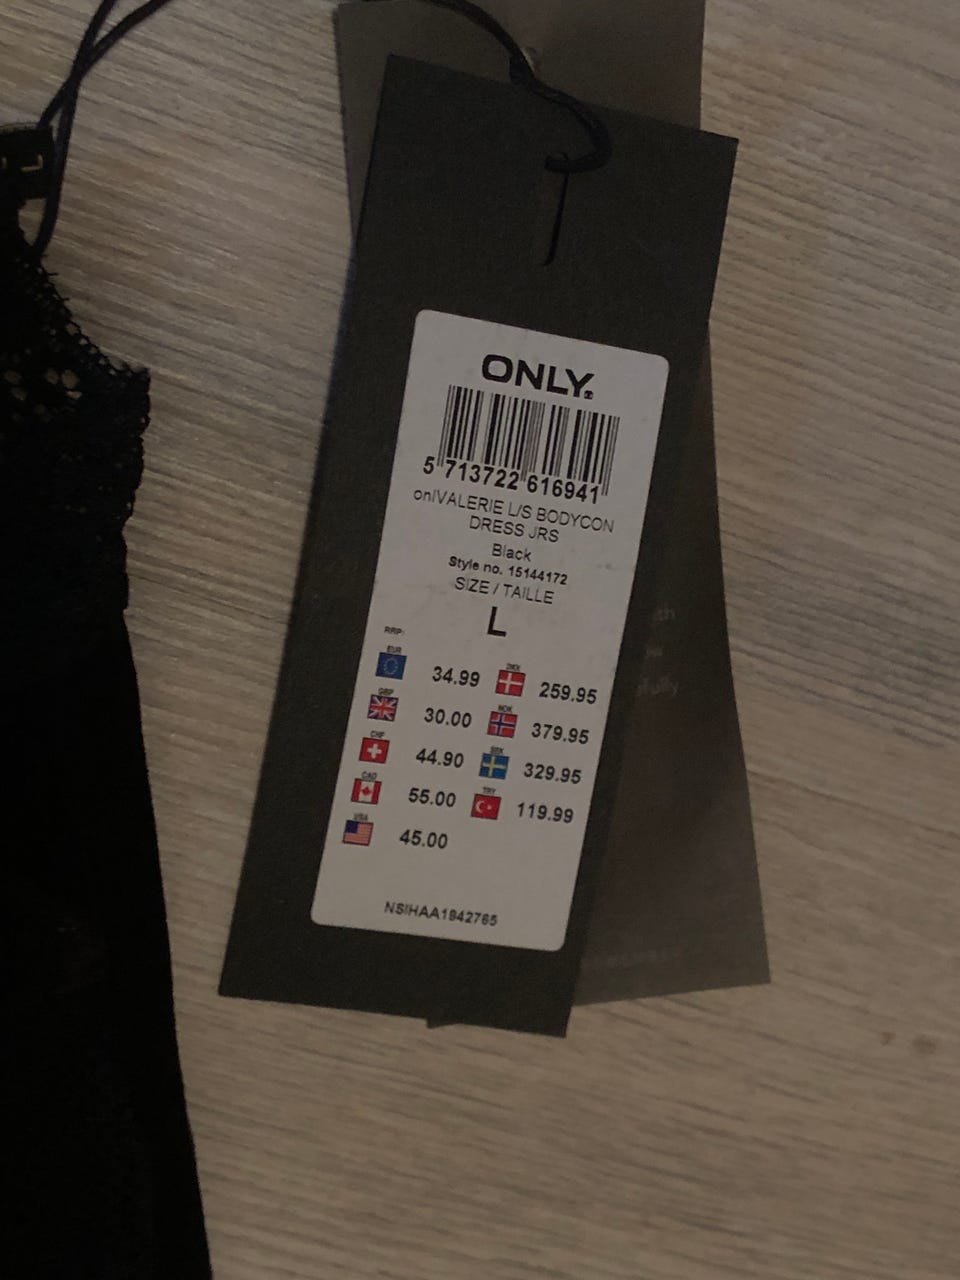 ONLY.
5 713722 616941
onlVALERIE L/S BODYCON
DRESS JRS
Black
Style no. 15144172
SIZE / TAILLE
L
RRP:
EUR 34.99 DKK 259.95
GBP 30.00 NOK 379.95
CHF 44.90 SEK 329.95
CAD 55.00 TRY 119.99
USA 45.00
NSIHAA1842765